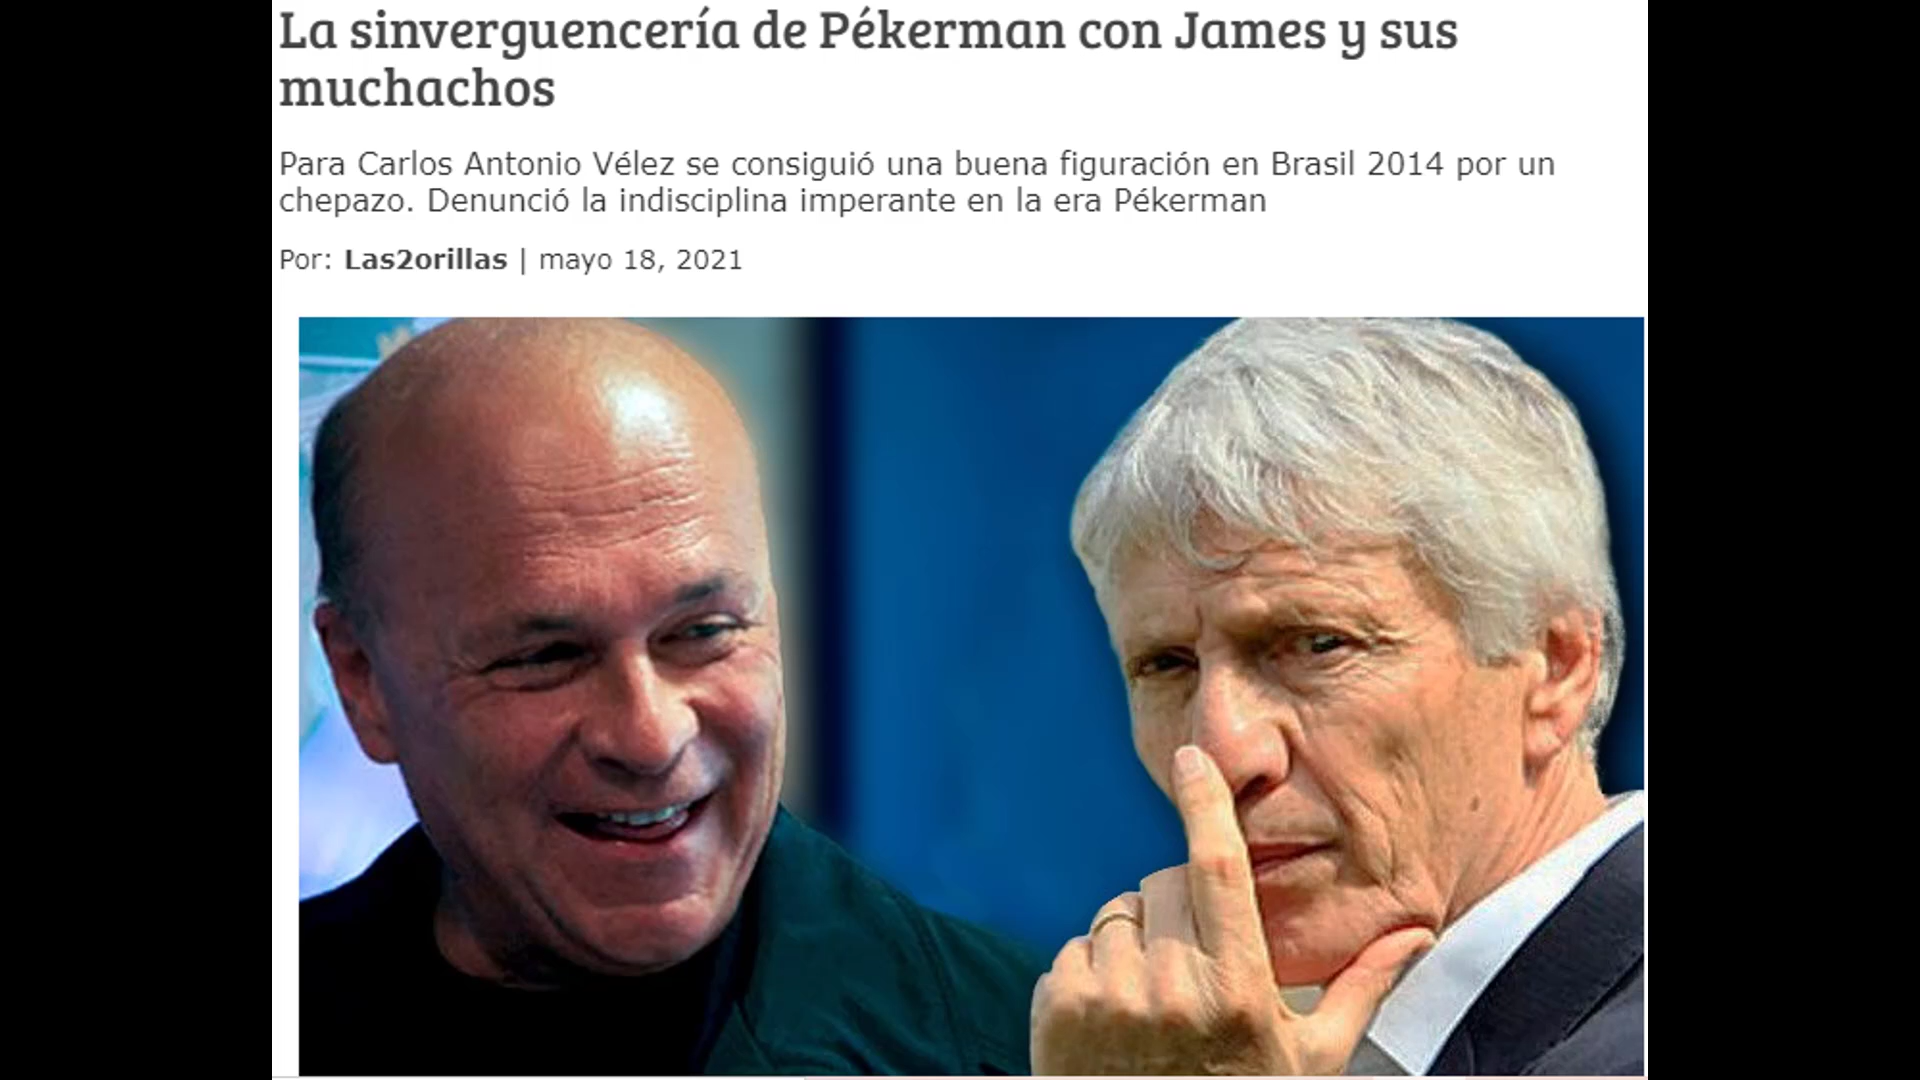 La sinverguencería de Pékerman con James y sus
muchachos
Para Carlos Antonio Vélez se consiguió una buena figuración en Brasil 2014 por un
chepazo. Denunció la indisciplina imperante en la era Pékerman
Por: Las2orillas | mayo 18, 2021